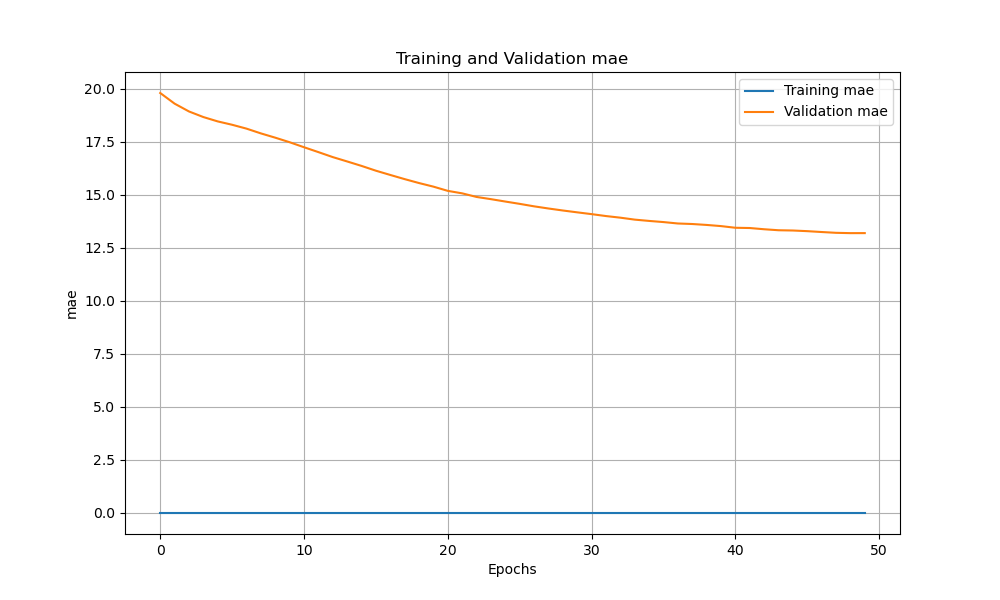 Training and Validation mae
Training mae
Validation mae
mae
20.0
17.5
15.0
12.5
10.0
7.5
5.0
2.5
0.0
0 10 20 30 40 50
Epochs